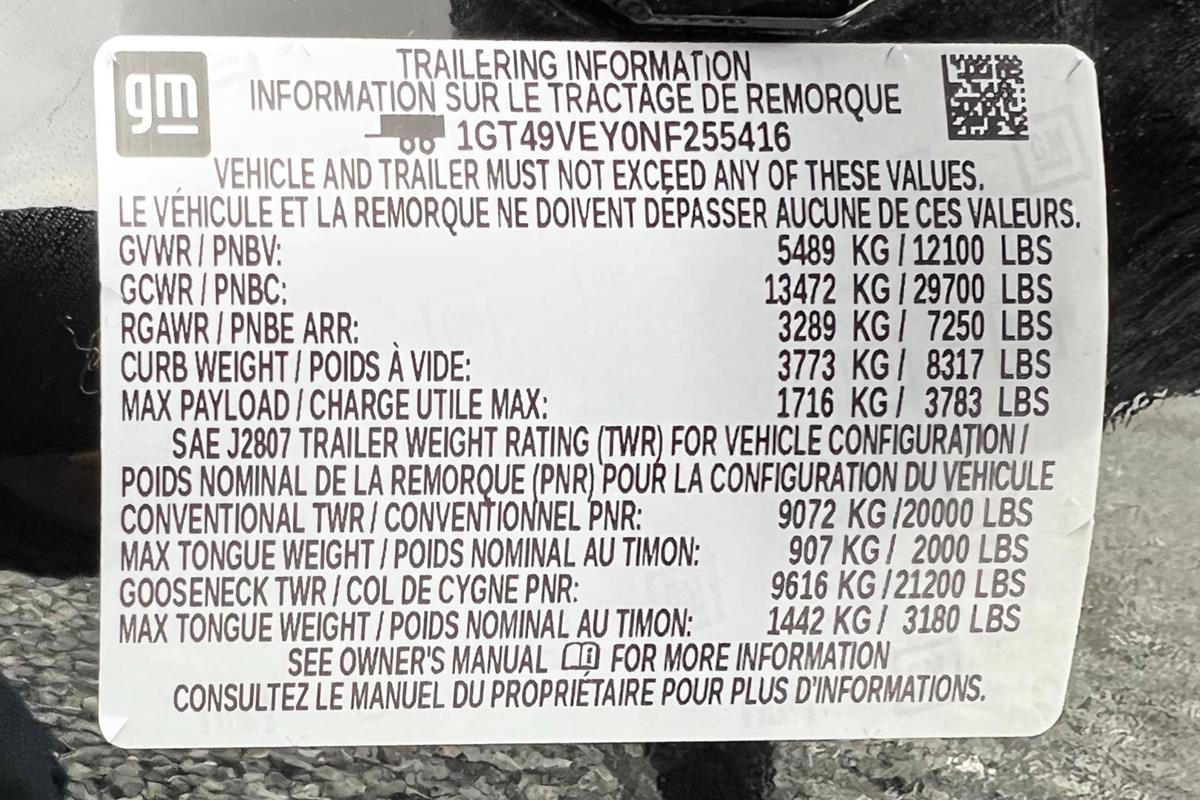 gm
TRAILERING INFORMATION
INFORMATION SUR LE TRACTAGE DE REMORQUE
1GT49VEY0NF255416
VEHICLE AND TRAILER MUST NOT EXCEED ANY OF THESE VALUES.
LE VÉHICULE ET LA REMORQUE NE DOIVENT DÉPASSER AUCUNE DE CES VALEURS.
GVWR / PNBV: 5489 KG / 12100 LBS
GCWR / PNBC: 13472 KG / 29700 LBS
RGAWR / PNBE ARR: 3289 KG / 7250 LBS
CURB WEIGHT / POIDS À VIDE: 3773 KG / 8317 LBS
MAX PAYLOAD / CHARGE UTILE MAX: 1716 KG / 3783 LBS
SAE J2807 TRAILER WEIGHT RATING (TWR) FOR VEHICLE CONFIGURATION /
POIDS NOMINAL DE LA REMORQUE (PNR) POUR LA CONFIGURATION DU VÉHICULE
CONVENTIONAL TWR / CONVENTIONNEL PNR: 9072 KG /20000 LBS
MAX TONGUE WEIGHT / POIDS NOMINAL AU TIMON: 907 KG / 2000 LBS
GOOSENECK TWR / COL DE CYGNE PNR: 9616 KG /21200 LBS
MAX TONGUE WEIGHT / POIDS NOMINAL AU TIMON: 1442 KG / 3180 LBS
SEE OWNER'S MANUAL FOR MORE INFORMATION
CONSULTEZ LE MANUEL DU PROPRIÉTAIRE POUR PLUS D'INFORMATIONS.